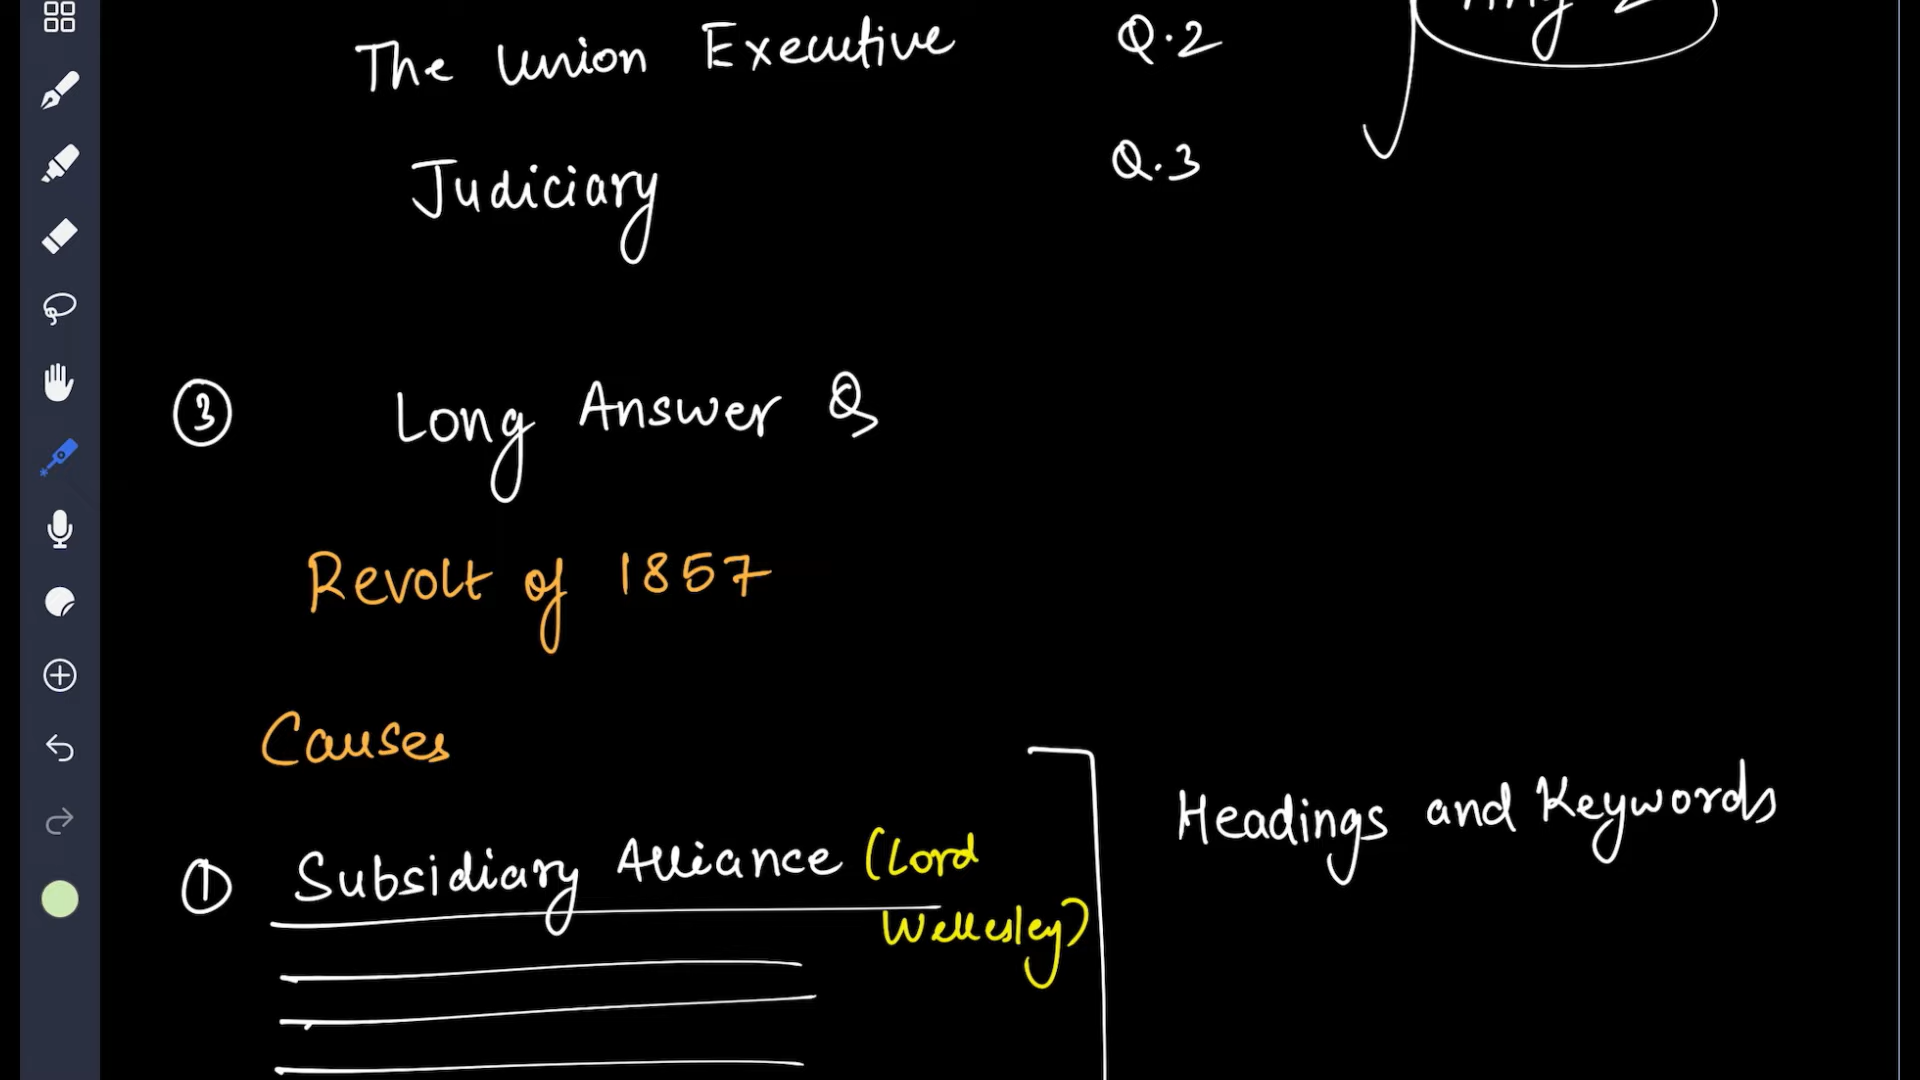 The Union Executive Q.2
Judiciary Q.3
③ Long Answer Q
Revolt of 1857
Causes
Headings and Keywords
① Subsidiary Alliance (Lord
Wellesley)